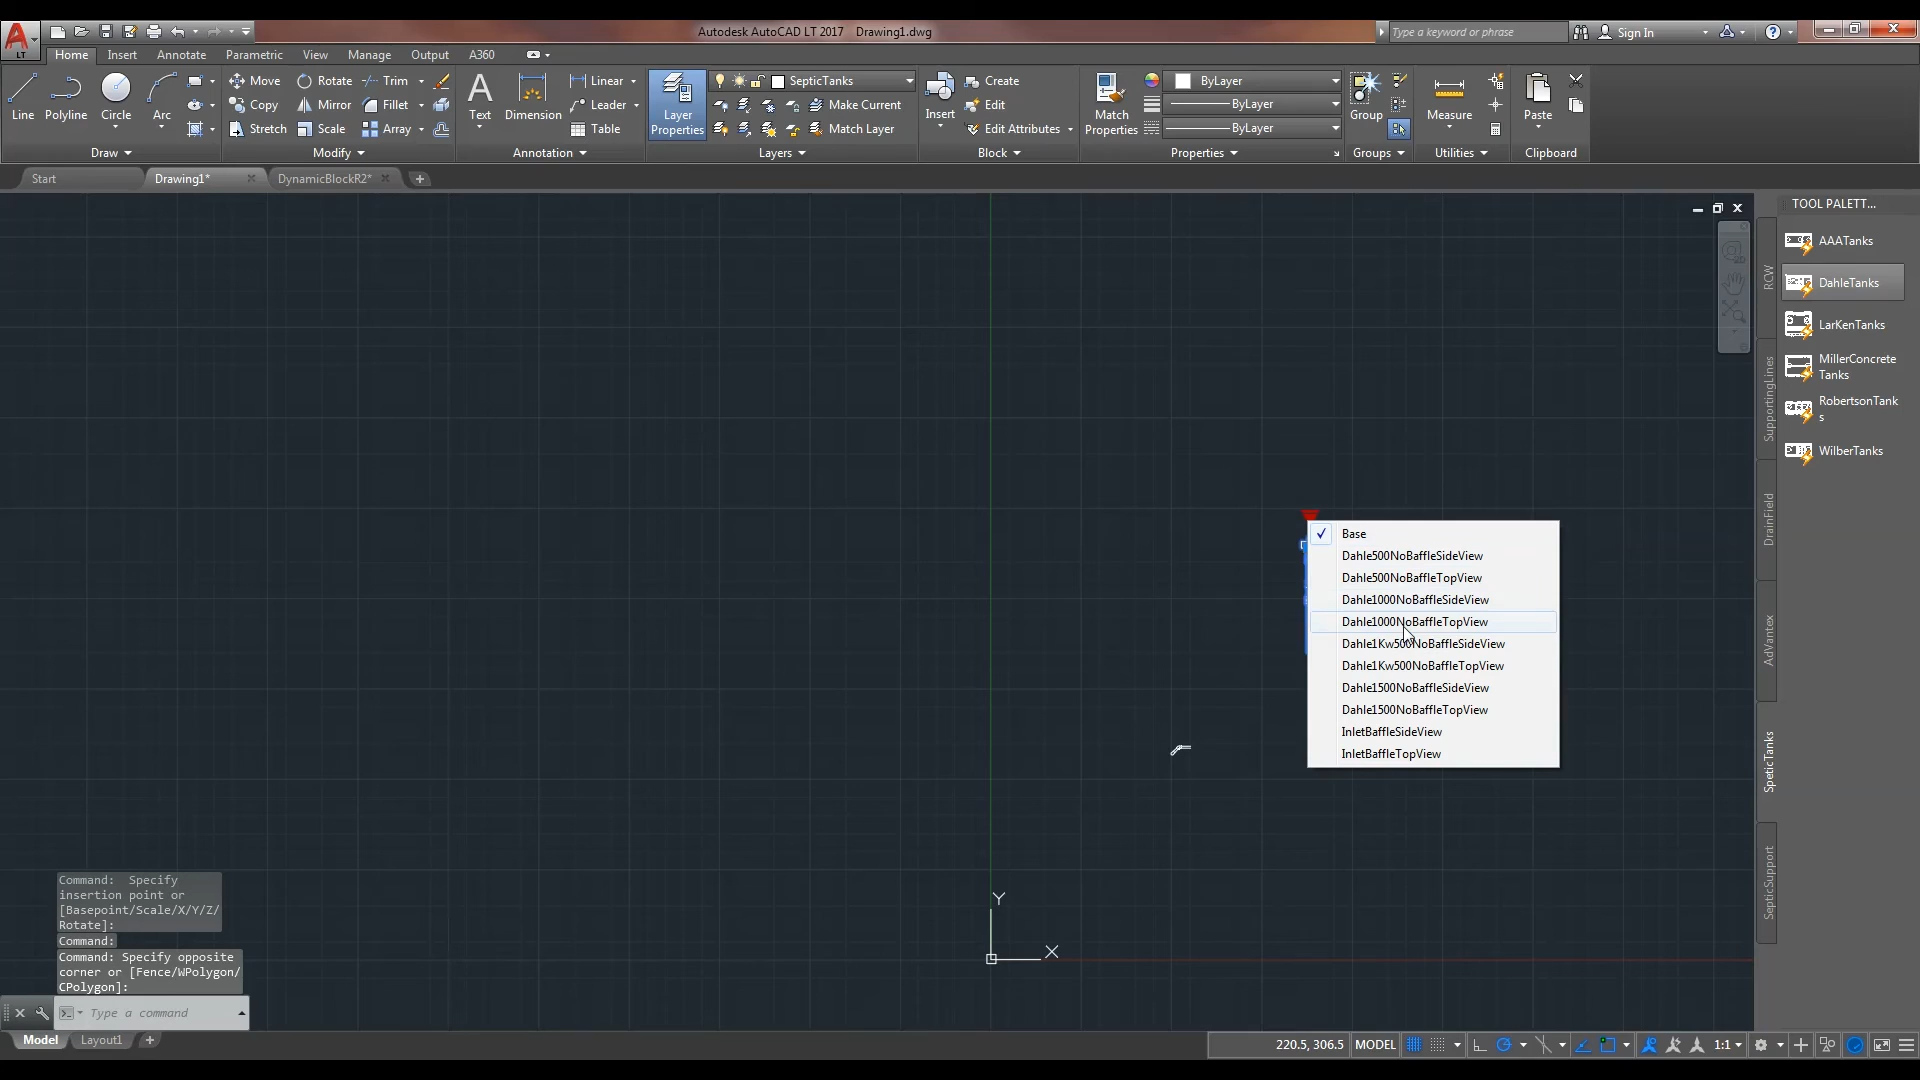 Autodesk AutoCAD LT 2017 Drawing1.dwg
Type a keyword or phrase
Sign In
LT
Home Insert Annotate Parametric View Manage Output A360
Line Polyline Circle Arc
Move Rotate Trim
Copy Mirror Fillet
Stretch Scale Array
Text Dimension
Linear
Leader
Table
Layer
Properties
SepticTanks
Make Current
Match Layer
Insert
Create
Edit
Edit Attributes
Match
Properties
ByLayer
ByLayer
ByLayer
Group
Measure
Paste
Draw Modify Annotation Layers Block Properties Groups Utilities Clipboard
Start Drawing1* DynamicBlockR2*
TOOL PALETT...
AAATanks
DahleTanks
LarKenTanks
MillerConcrete
Tanks
RobertsonTank
s
WilberTanks
RCW
SupportingLines
DrainField
AdVantex
SpeticTanks
SepticSupport
Base
Dahle500NoBaffleSideView
Dahle500NoBaffleTopView
Dahle1000NoBaffleSideView
Dahle1000NoBaffleTopView
Dahle1Kw500NoBaffleSideView
Dahle1Kw500NoBaffleTopView
Dahle1500NoBaffleSideView
Dahle1500NoBaffleTopView
InletBaffleSideView
InletBaffleTopView
Y
X
Command: Specify
insertion point or
[Basepoint/Scale/X/Y/Z/
Rotate]:
Command:
Command: Specify opposite
corner or [Fence/WPolygon/
CPolygon]:
Type a command
Model Layout1
220.5, 306.5 MODEL 1:1